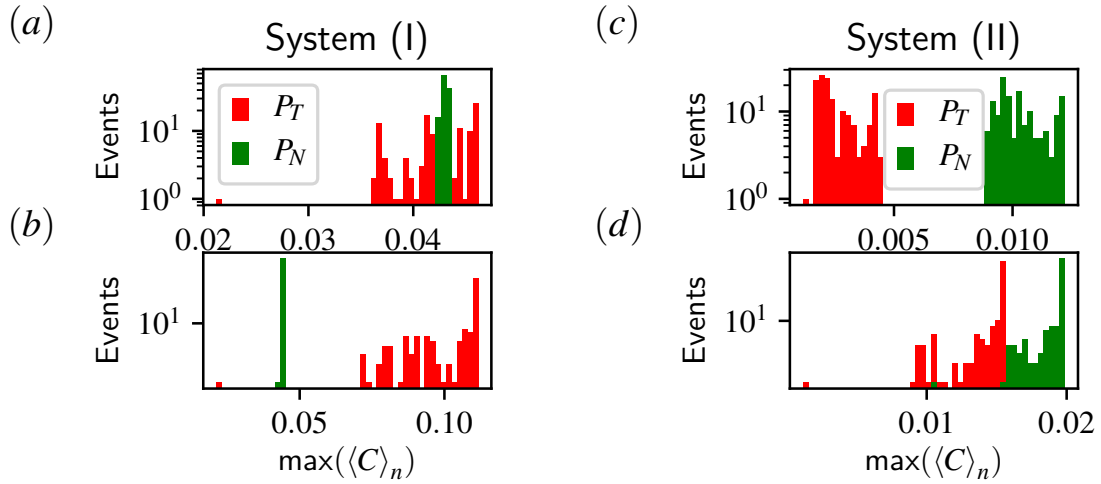 (a)
System (I)
Events
10^1
10^0
P_T
P_N
0.02 0.03 0.04
(b)
Events
10^1
0.05 0.10
max(⟨C⟩_n)
(c)
System (II)
Events
10^1
10^0
P_T
P_N
0.005 0.010
(d)
Events
10^1
0.01 0.02
max(⟨C⟩_n)